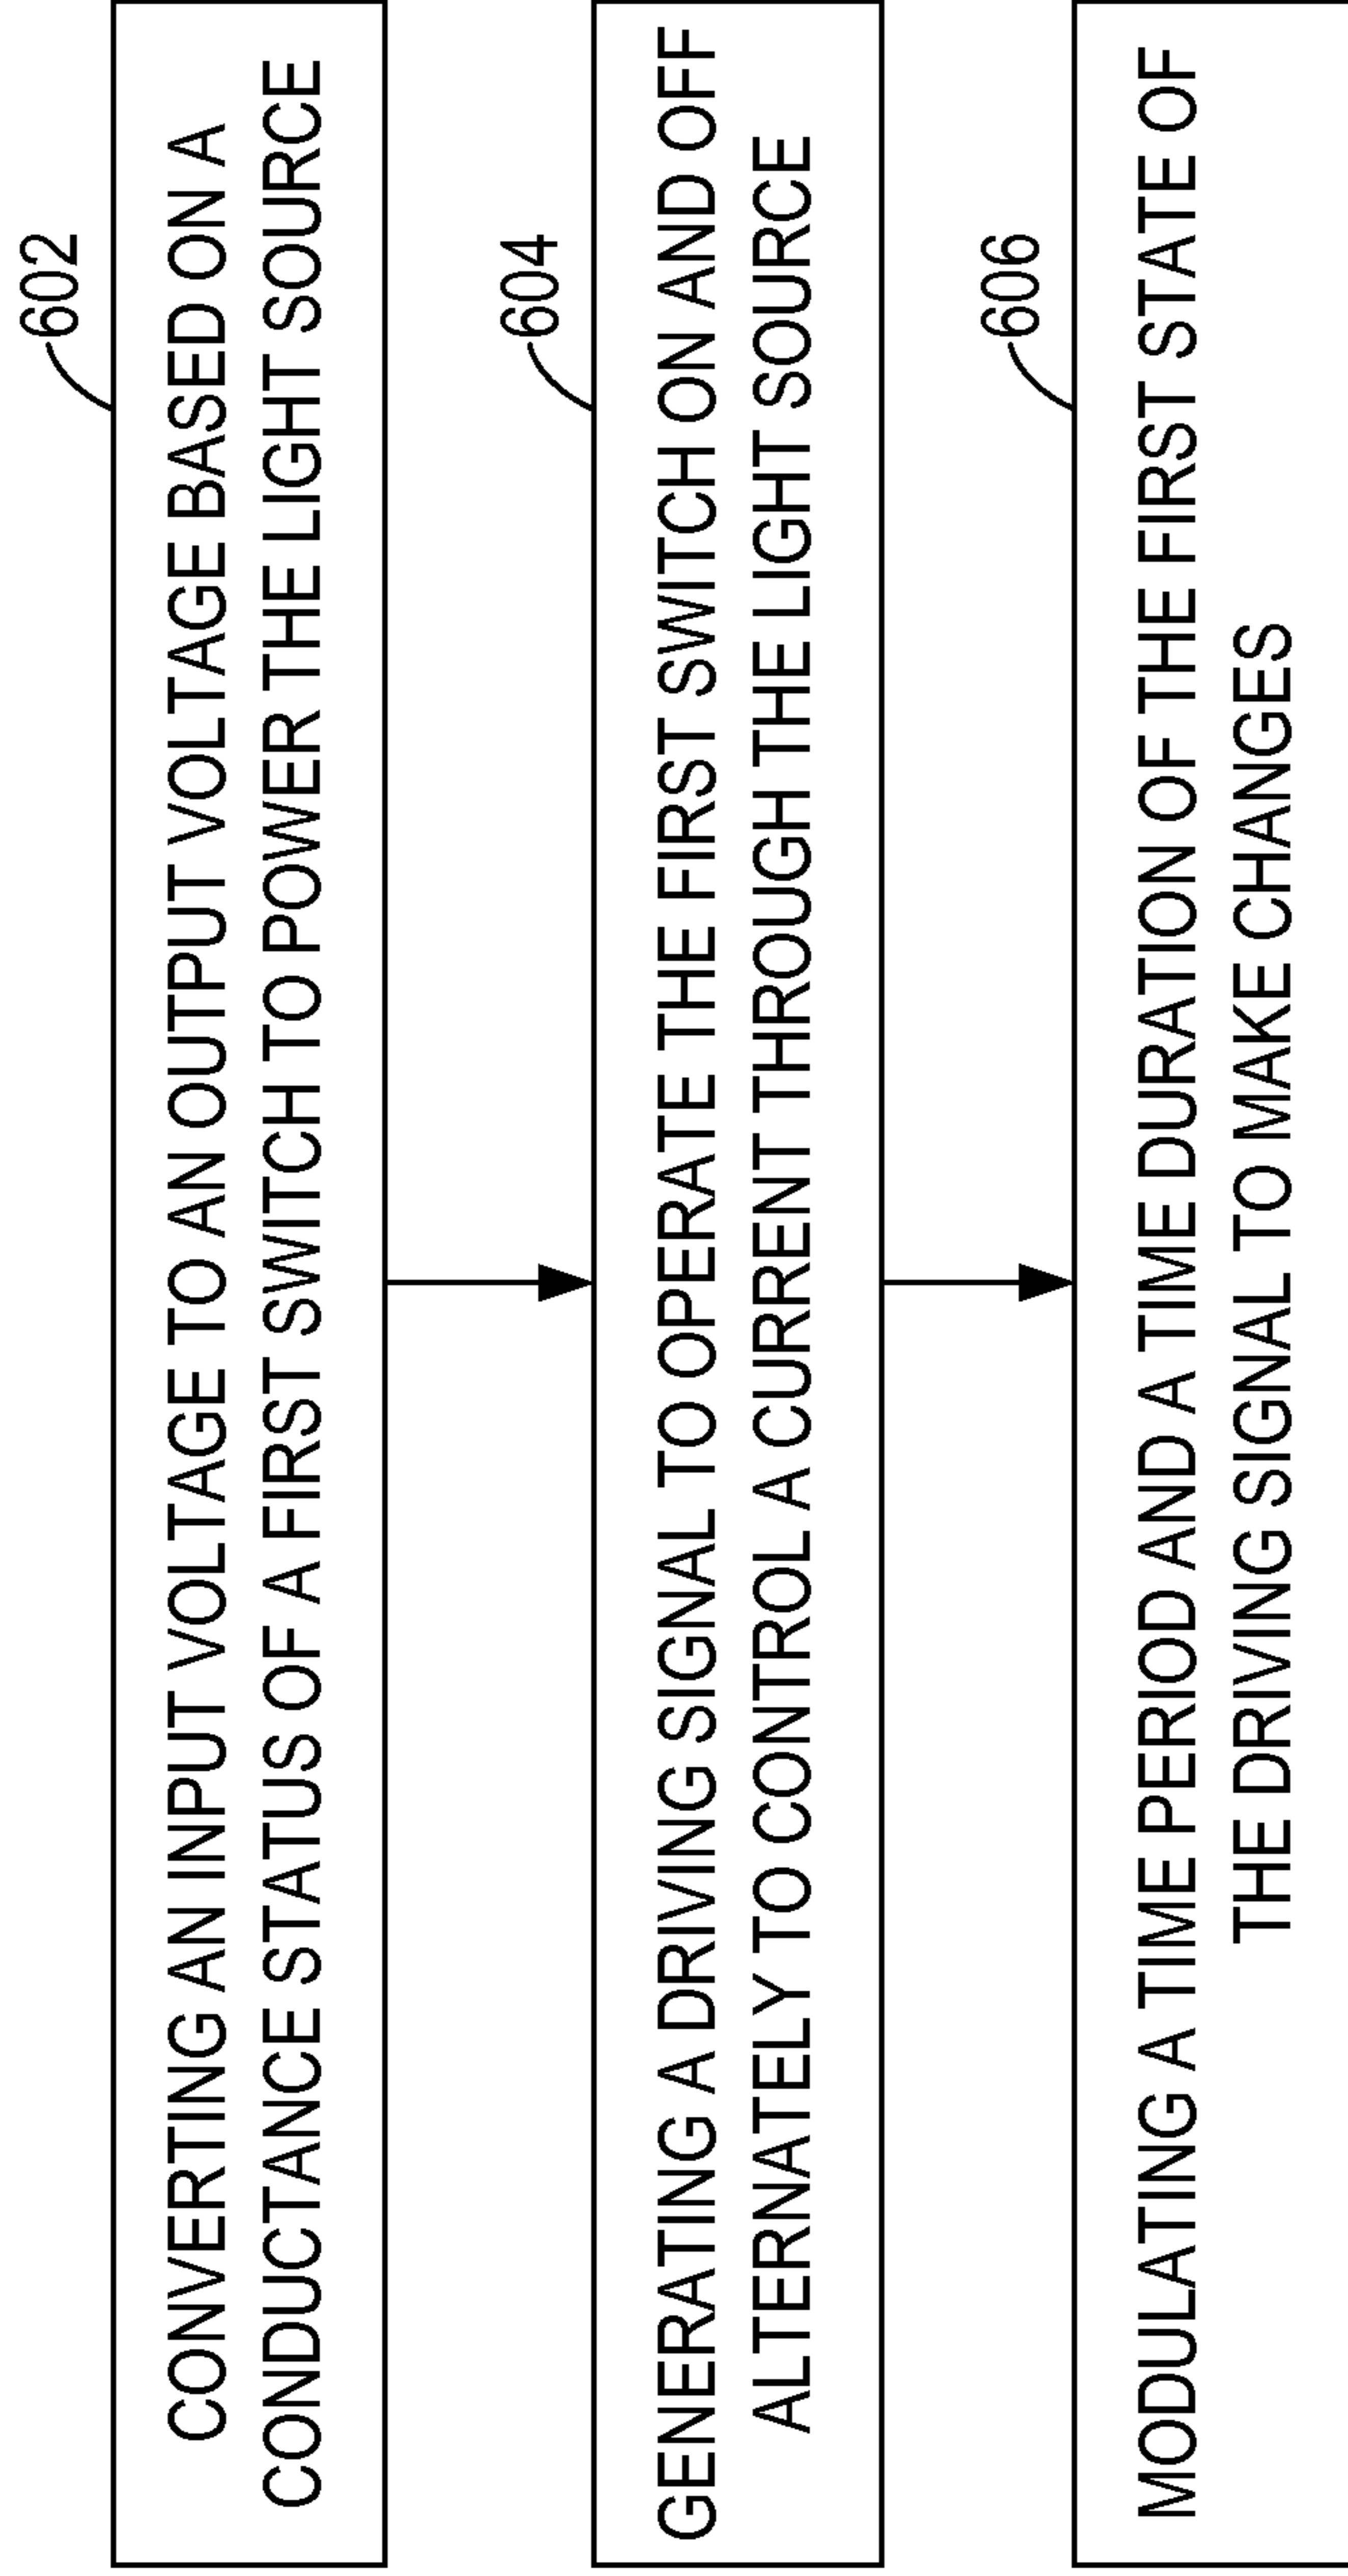 602
CONVERTING AN INPUT VOLTAGE TO AN OUTPUT VOLTAGE BASED ON A
CONDUCTANCE STATUS OF A FIRST SWITCH TO POWER THE LIGHT SOURCE
604
GENERATING A DRIVING SIGNAL TO OPERATE THE FIRST SWITCH ON AND OFF
ALTERNATELY TO CONTROL A CURRENT THROUGH THE LIGHT SOURCE
606
MODULATING A TIME PERIOD AND A TIME DURATION OF THE FIRST STATE OF
THE DRIVING SIGNAL TO MAKE CHANGES